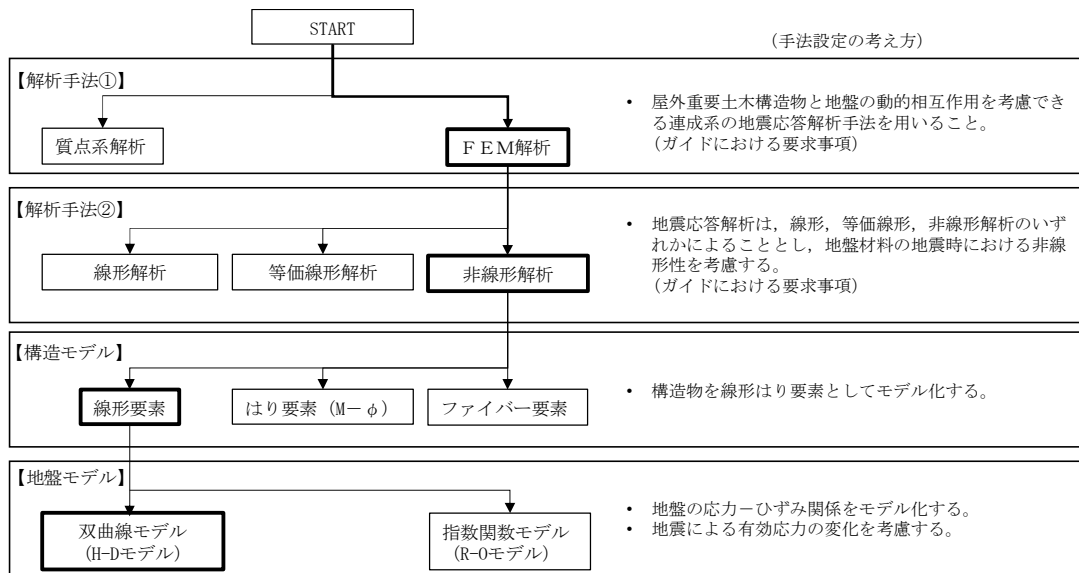 START
(手法設定の考え方)
【解析手法①】
質点系解析
ＦＥＭ解析
• 屋外重要土木構造物と地盤の動的相互作用を考慮でき
る連成系の地震応答解析手法を用いること。
(ガイドにおける要求事項)
【解析手法②】
線形解析
等価線形解析
非線形解析
• 地震応答解析は，線形，等価線形，非線形解析のいず
れかによることとし，地盤材料の地震時における非線
形性を考慮する。
(ガイドにおける要求事項)
【構造モデル】
線形要素
はり要素 (M－φ)
ファイバー要素
• 構造物を線形はり要素としてモデル化する。
【地盤モデル】
双曲線モデル
(H-Dモデル)
指数関数モデル
(R-Oモデル)
• 地盤の応力－ひずみ関係をモデル化する。
• 地震による有効応力の変化を考慮する。